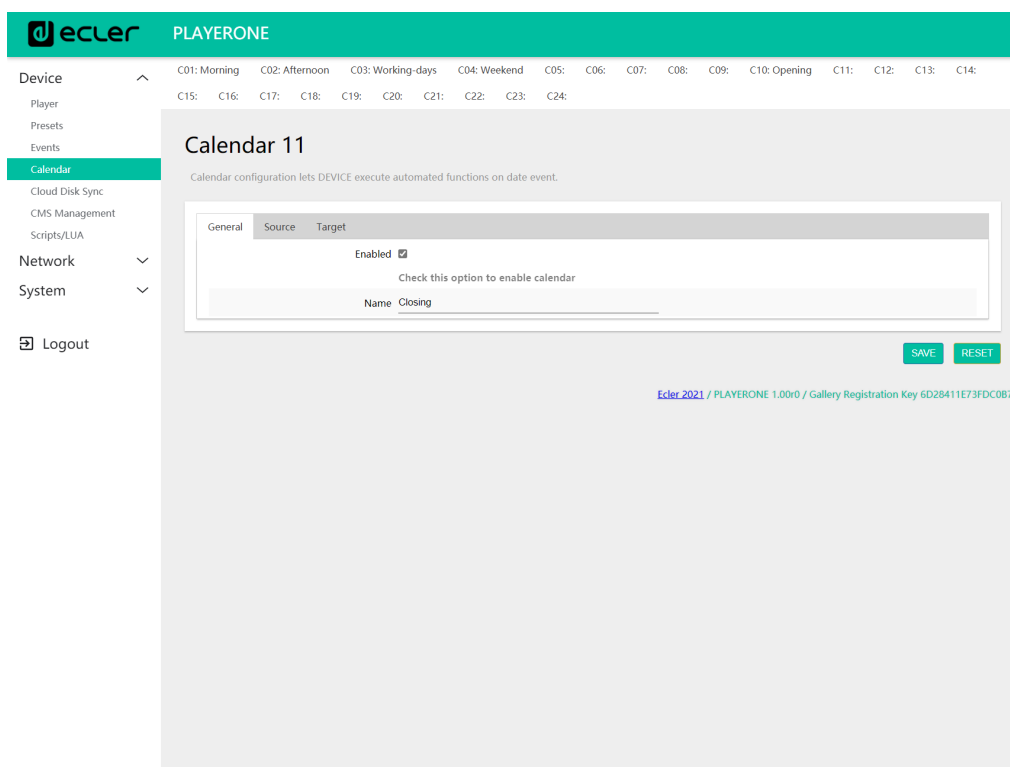 ecler PLAYERONE
Device
Player
Presets
Events
Calendar
Cloud Disk Sync
CMS Management
Scripts/LUA
Network
System
Logout
C01: Morning C02: Afternoon C03: Working-days C04: Weekend C05: C06: C07: C08: C09: C10: Opening C11: C12: C13: C14:
C15: C16: C17: C18: C19: C20: C21: C22: C23: C24:
Calendar 11
Calendar configuration lets DEVICE execute automated functions on date event.
General Source Target
Enabled
Check this option to enable calendar
Name Closing
SAVE RESET
Ecler 2021 / PLAYERONE 1.00r0 / Gallery Registration Key 6D28411E73FDC0B7